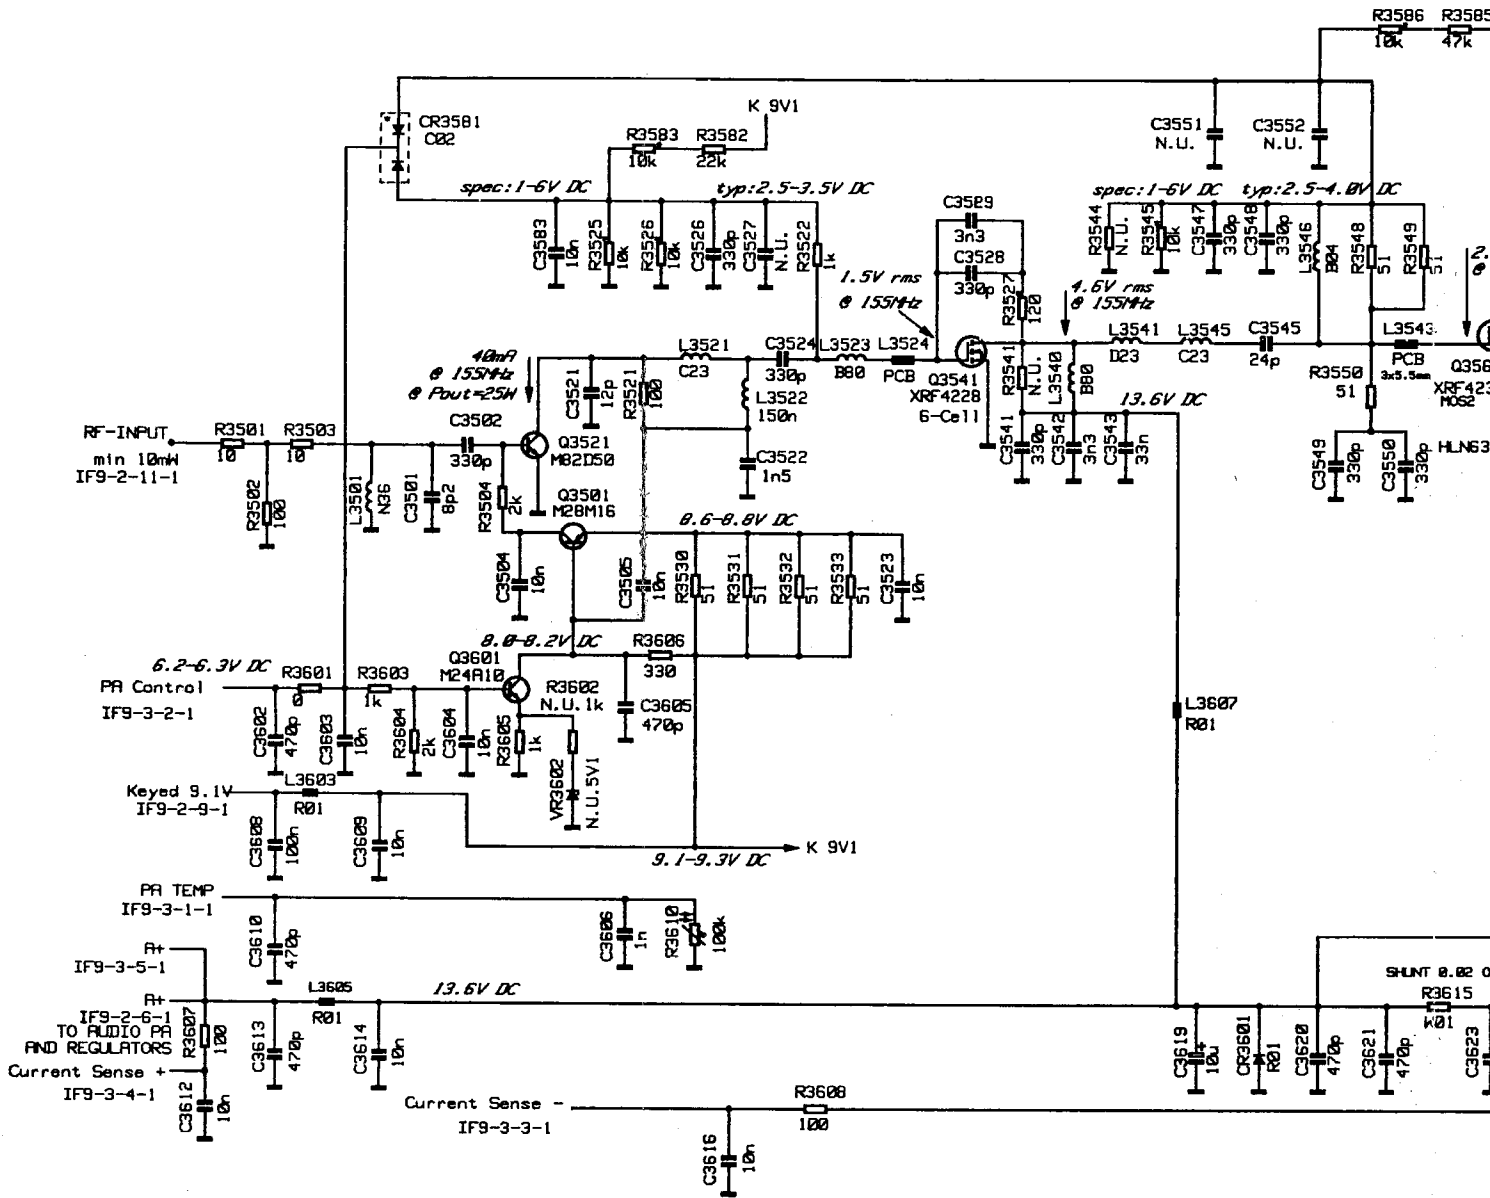 R3586
10k
R3585
47k
K 9V1
CR3581
C02
R3583
10k
R3582
22k
C3551
N.U.
C3552
N.U.
spec:1-6V DC
typ:2.5-3.5V DC
C3583
10n
R3525
10k
R3526
10k
C3526
330p
C3527
N.U.
R3522
1k
C3529
3n3
C3528
330p
R3527
120
1.5V rms
@ 155MHz
spec:1-6V DC
typ:2.5-4.0V DC
R3544
N.U.
R3545
10k
C3547
330p
C3548
330p
L3546
B04
R3548
51
R3549
51
2.
@
4.6V rms
@ 155MHz
40mA
@ 155MHz
@ Pout=25W
C3521
12p
R3521
100
L3521
C23
C3524
330p
L3523
B80
L3524
PCB
L3522
150n
C3522
1n5
Q3541
XRF4228
6-Cell
R3541
N.U.
L3540
B80
L3541
D23
L3545
C23
C3545
24p
L3543
PCB
3x5.5mm
R3550
51
Q356
XRF423
MOS2
13.6V DC
C3541
330p
C3542
3n3
C3543
33n
C3549
330p
C3550
330p
HLN63
RF-INPUT
min 10mW
IF9-2-11-1
R3501
10
R3503
10
R3502
100
L3501
N36
C3501
8p2
C3502
330p
Q3521
M82D50
R3504
2k
Q3501
M28M16
8.6-8.8V DC
C3504
10n
C3505
10n
R3530
51
R3531
51
R3532
51
R3533
51
C3523
10n
8.0-8.2V DC
R3606
330
6.2-6.3V DC
PA Control
IF9-3-2-1
R3601
0
R3603
1k
Q3601
M24A10
R3602
N.U.1k
C3605
470p
C3602
470p
C3603
10n
R3604
2k
C3604
10n
R3605
1k
VR3602
N.U.5V1
L3607
R01
Keyed 9.1V
IF9-2-9-1
L3603
R01
C3608
100n
C3609
10n
9.1-9.3V DC
K 9V1
PA TEMP
IF9-3-1-1
C3610
470p
C3606
1n
R3610
100k
A+
IF9-3-5-1
A+
IF9-2-6-1
TO AUDIO PA
AND REGULATORS
L3605
R01
13.6V DC
R3607
100
C3613
470p
C3614
10n
Current Sense +
IF9-3-4-1
C3612
10n
SHUNT 0.02 O
R3615
W01
C3619
10u
CR3601
R01
C3620
470p
C3621
470p
C3623
Current Sense -
IF9-3-3-1
R3608
100
C3616
10n